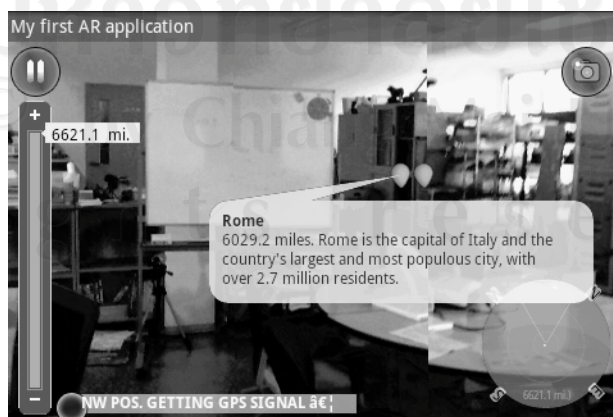 My first AR application
+
6621.1 mi.
Rome
6029.2 miles. Rome is the capital of Italy and the
country's largest and most populous city, with
over 2.7 million residents.
6621.1 mi.)
−
NW POS. GETTING GPS SIGNAL â€¦